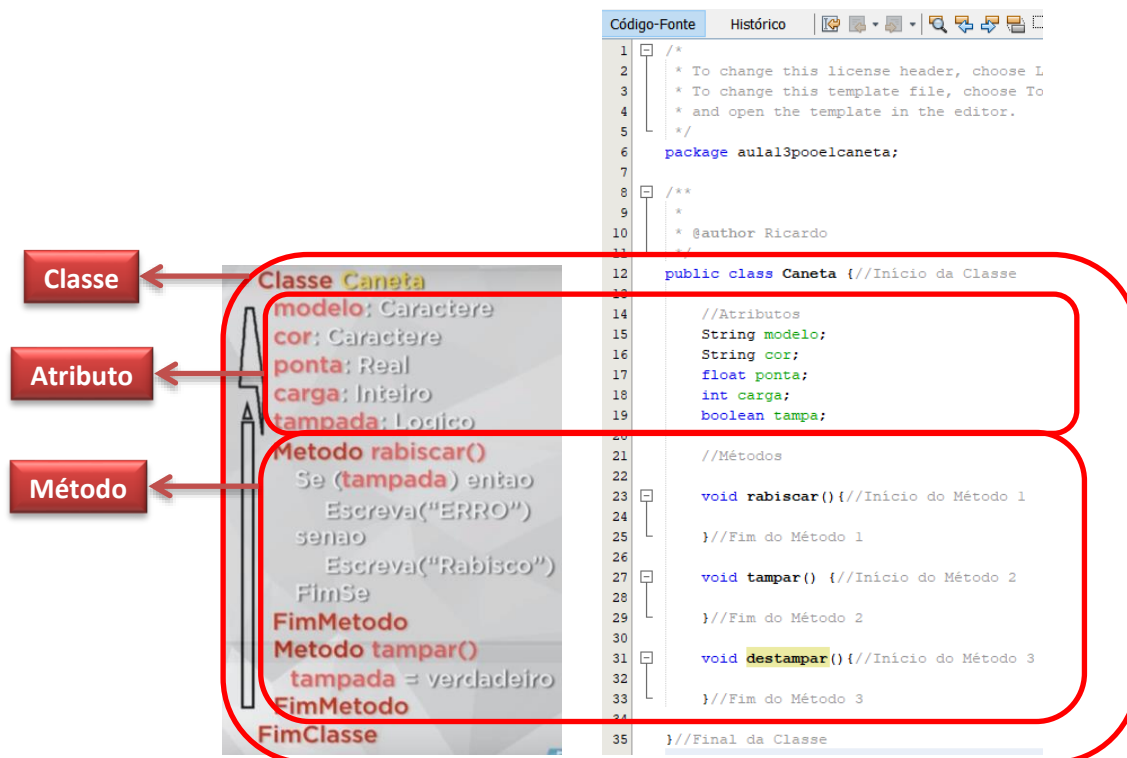 Classe
Atributo
Método
Classe Caneta
modelo: Caractere
cor: Caractere
ponta: Real
carga: Inteiro
tampada: Logico
Metodo rabiscar()
Se (tampada) entao
Escreva("ERRO")
senao
Escreva("Rabisco")
FimSe
FimMetodo
Metodo tampar()
tampada = verdadeiro
FimMetodo
FimClasse
Código-Fonte Histórico
1 /*
2 * To change this license header, choose L
3 * To change this template file, choose To
4 * and open the template in the editor.
5 */
6 package aula13pooelcaneta;
7
8 /**
9 *
10 * @author Ricardo
11 */
12 public class Caneta {//Início da Classe
13
14 //Atributos
15 String modelo;
16 String cor;
17 float ponta;
18 int carga;
19 boolean tampa;
20
21 //Métodos
22
23 void rabiscar(){//Início do Método 1
24
25 }//Fim do Método 1
26
27 void tampar() {//Início do Método 2
28
29 }//Fim do Método 2
30
31 void destampar(){//Início do Método 3
32
33 }//Fim do Método 3
34
35 }//Final da Classe